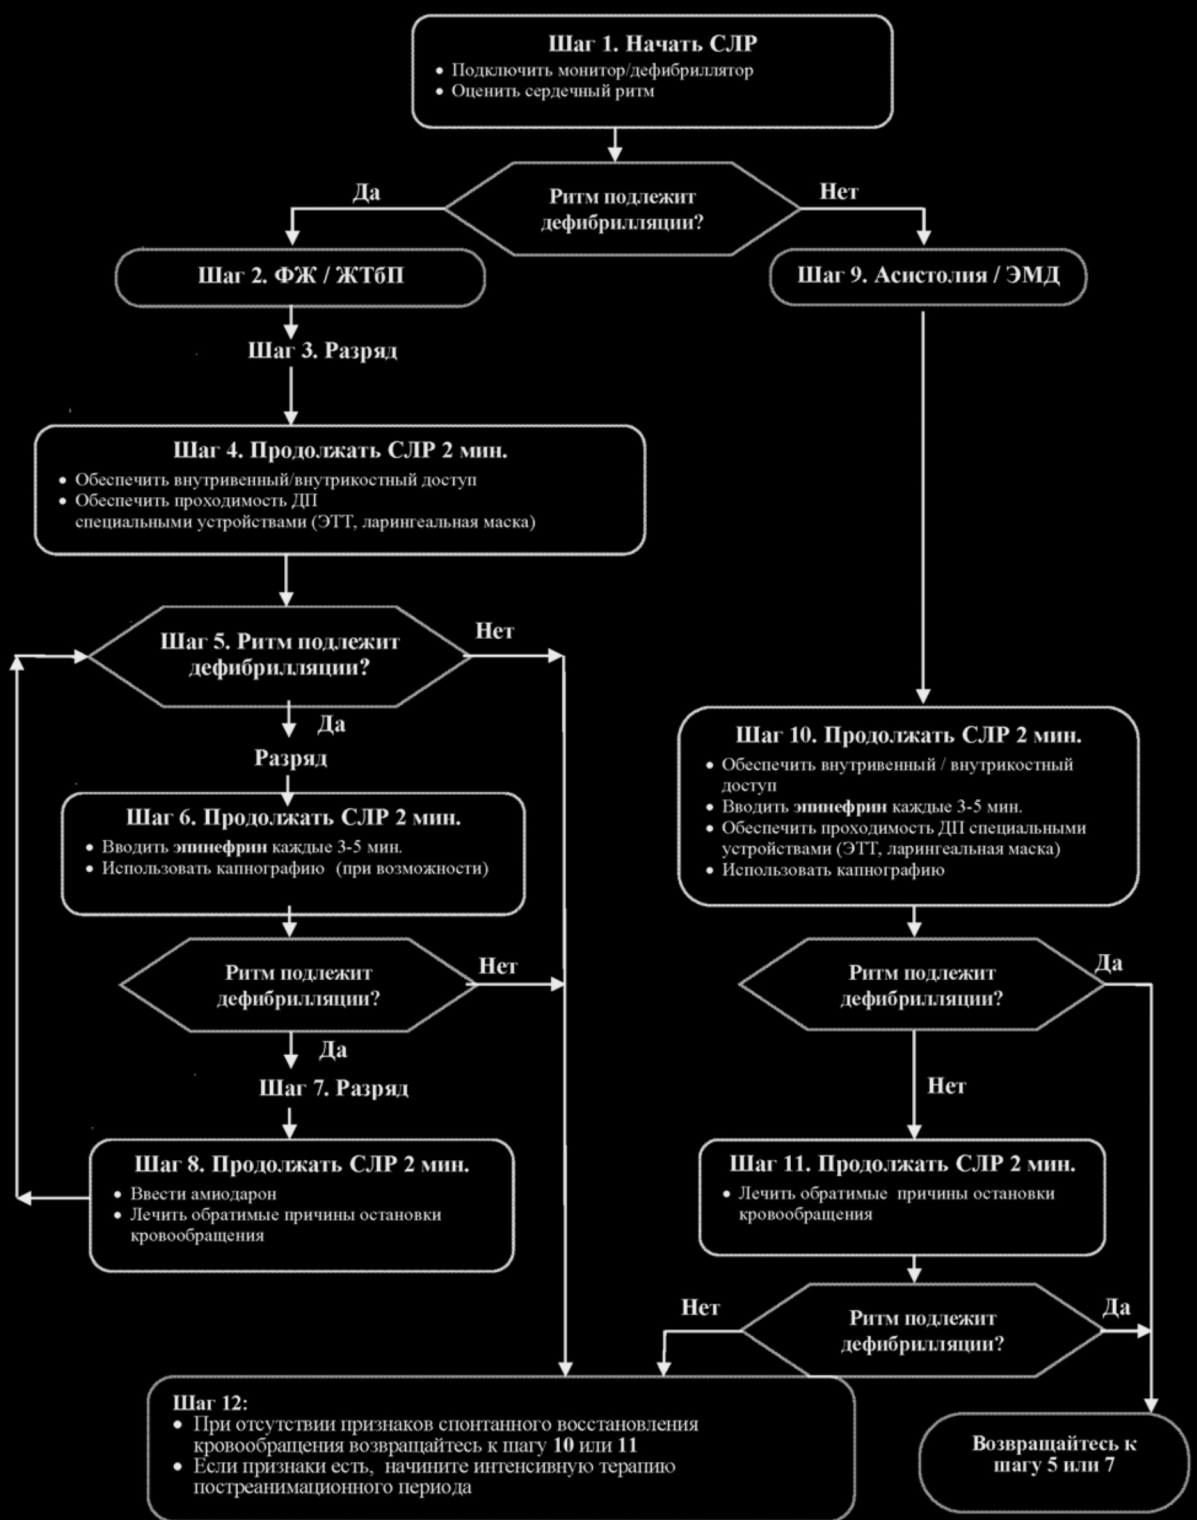 Шаг 1. Начать СЛР
• Подключить монитор/дефибриллятор
• Оценить сердечный ритм
Да
Ритм подлежит
дефибрилляции?
Нет
Шаг 2. ФЖ / ЖТбП
Шаг 9. Асистолия / ЭМД
Шаг 3. Разряд
Шаг 4. Продолжать СЛР 2 мин.
• Обеспечить внутривенный/внутрикостный доступ
• Обеспечить проходимость ДП
специальными устройствами (ЭТТ, ларингеальная маска)
Шаг 5. Ритм подлежит
дефибрилляции?
Нет
Да
Разряд
Шаг 6. Продолжать СЛР 2 мин.
• Вводить эпинефрин каждые 3-5 мин.
• Использовать капнографию (при возможности)
Ритм подлежит
дефибрилляции?
Нет
Да
Шаг 7. Разряд
Шаг 8. Продолжать СЛР 2 мин.
• Ввести амиодарон
• Лечить обратимые причины остановки
кровообращения
Шаг 10. Продолжать СЛР 2 мин.
• Обеспечить внутривенный / внутрикостный
доступ
• Вводить эпинефрин каждые 3-5 мин.
• Обеспечить проходимость ДП специальными
устройствами (ЭТТ, ларингеальная маска)
• Использовать капнографию
Ритм подлежит
дефибрилляции?
Да
Нет
Шаг 11. Продолжать СЛР 2 мин.
• Лечить обратимые причины остановки
кровообращения
Нет
Ритм подлежит
дефибрилляции?
Да
Шаг 12:
• При отсутствии признаков спонтанного восстановления
кровообращения возвращайтесь к шагу 10 или 11
• Если признаки есть, начините интенсивную терапию
постреанимационного периода
Возвращайтесь к
шагу 5 или 7